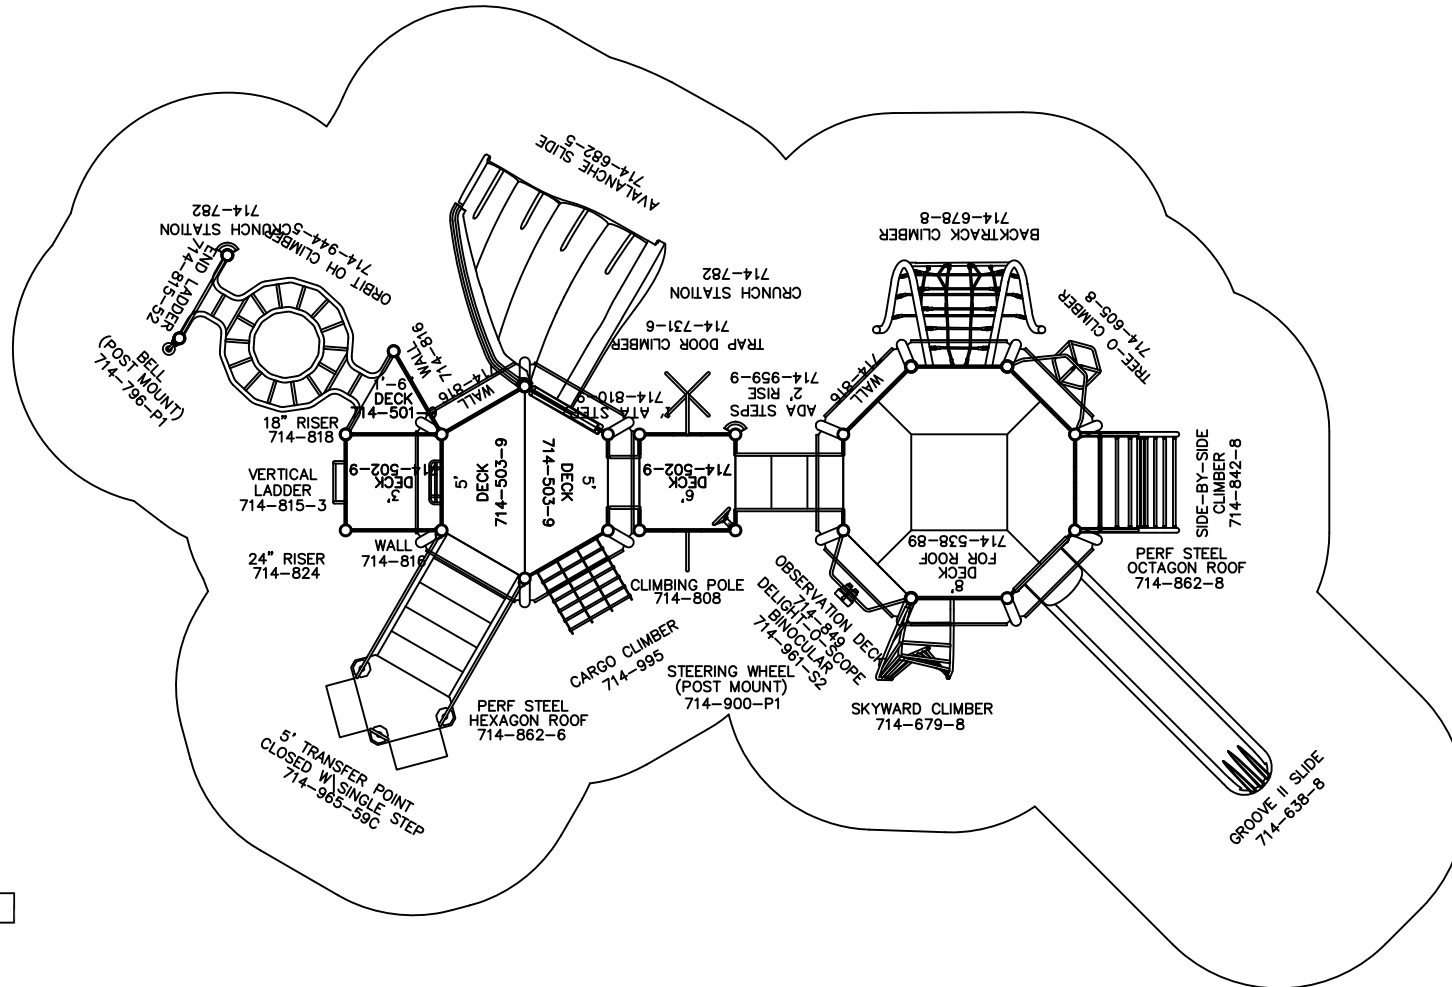 AVALANCHE SLIDE
714-682-5
CRUNCH STATION
714-782
ORBIT OH CLIMBER
714-944-5
END LADDER
714-815-52
BELL
(POST MOUNT)
714-796-P1
WALL
714-816
1'-6"
DECK
714-501-9
18" RISER
714-818
VERTICAL
LADDER
714-815-3
24" RISER
714-824
3'
DECK
714-502-9
WALL
714-816
WALL
714-816
5'
DECK
714-503-9
5'
DECK
714-503-9
CRUNCH STATION
714-782
TRAP DOOR CLIMBER
714-731-6
1' ATA STEP
714-810-9
ADA STEPS
2' RISE
714-959-9
6'
DECK
714-502-9
CLIMBING POLE
714-808
CARGO CLIMBER
714-995
STEERING WHEEL
(POST MOUNT)
714-900-P1
PERF STEEL
HEXAGON ROOF
714-862-6
5' TRANSFER POINT
CLOSED W\SINGLE STEP
714-965-59C
BACKTRACK CLIMBER
714-678-8
WALL
714-816
TREE-O CLIMBER
714-605-8
SIDE-BY-SIDE
CLIMBER
714-842-8
PERF STEEL
OCTAGON ROOF
714-862-8
8'
DECK
FOR ROOF
714-538-89
OBSERVATION DECK
714-849
DELIGHT-O-SCOPE
BINOCULAR
714-961-S2
SKYWARD CLIMBER
714-679-8
GROOVE II SLIDE
714-638-8